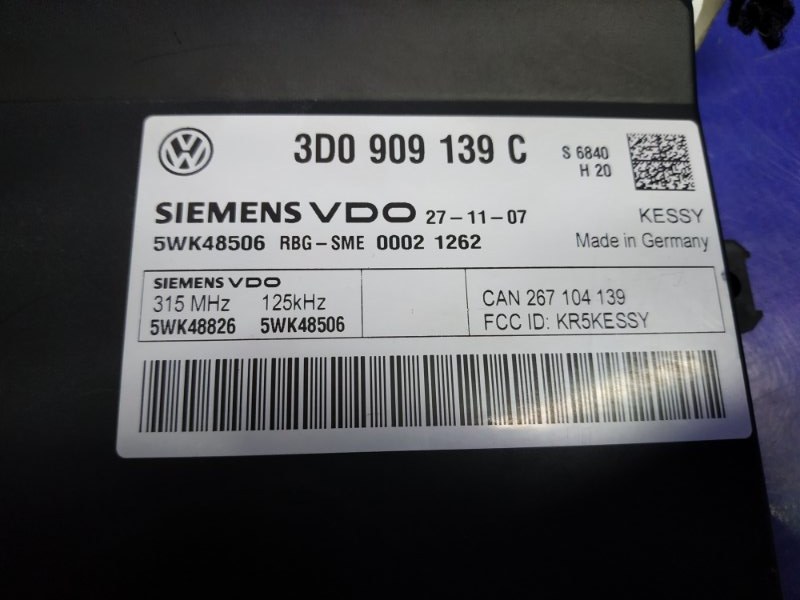 3D0 909 139 C S 6840
H 20
SIEMENS VDO 27-11-07 KESSY
5WK48506 RBG-SME 0002 1262 Made in Germany
SIEMENS VDO
315 MHz 125kHz CAN 267 104 139
5WK48826 5WK48506 FCC ID: KR5KESSY